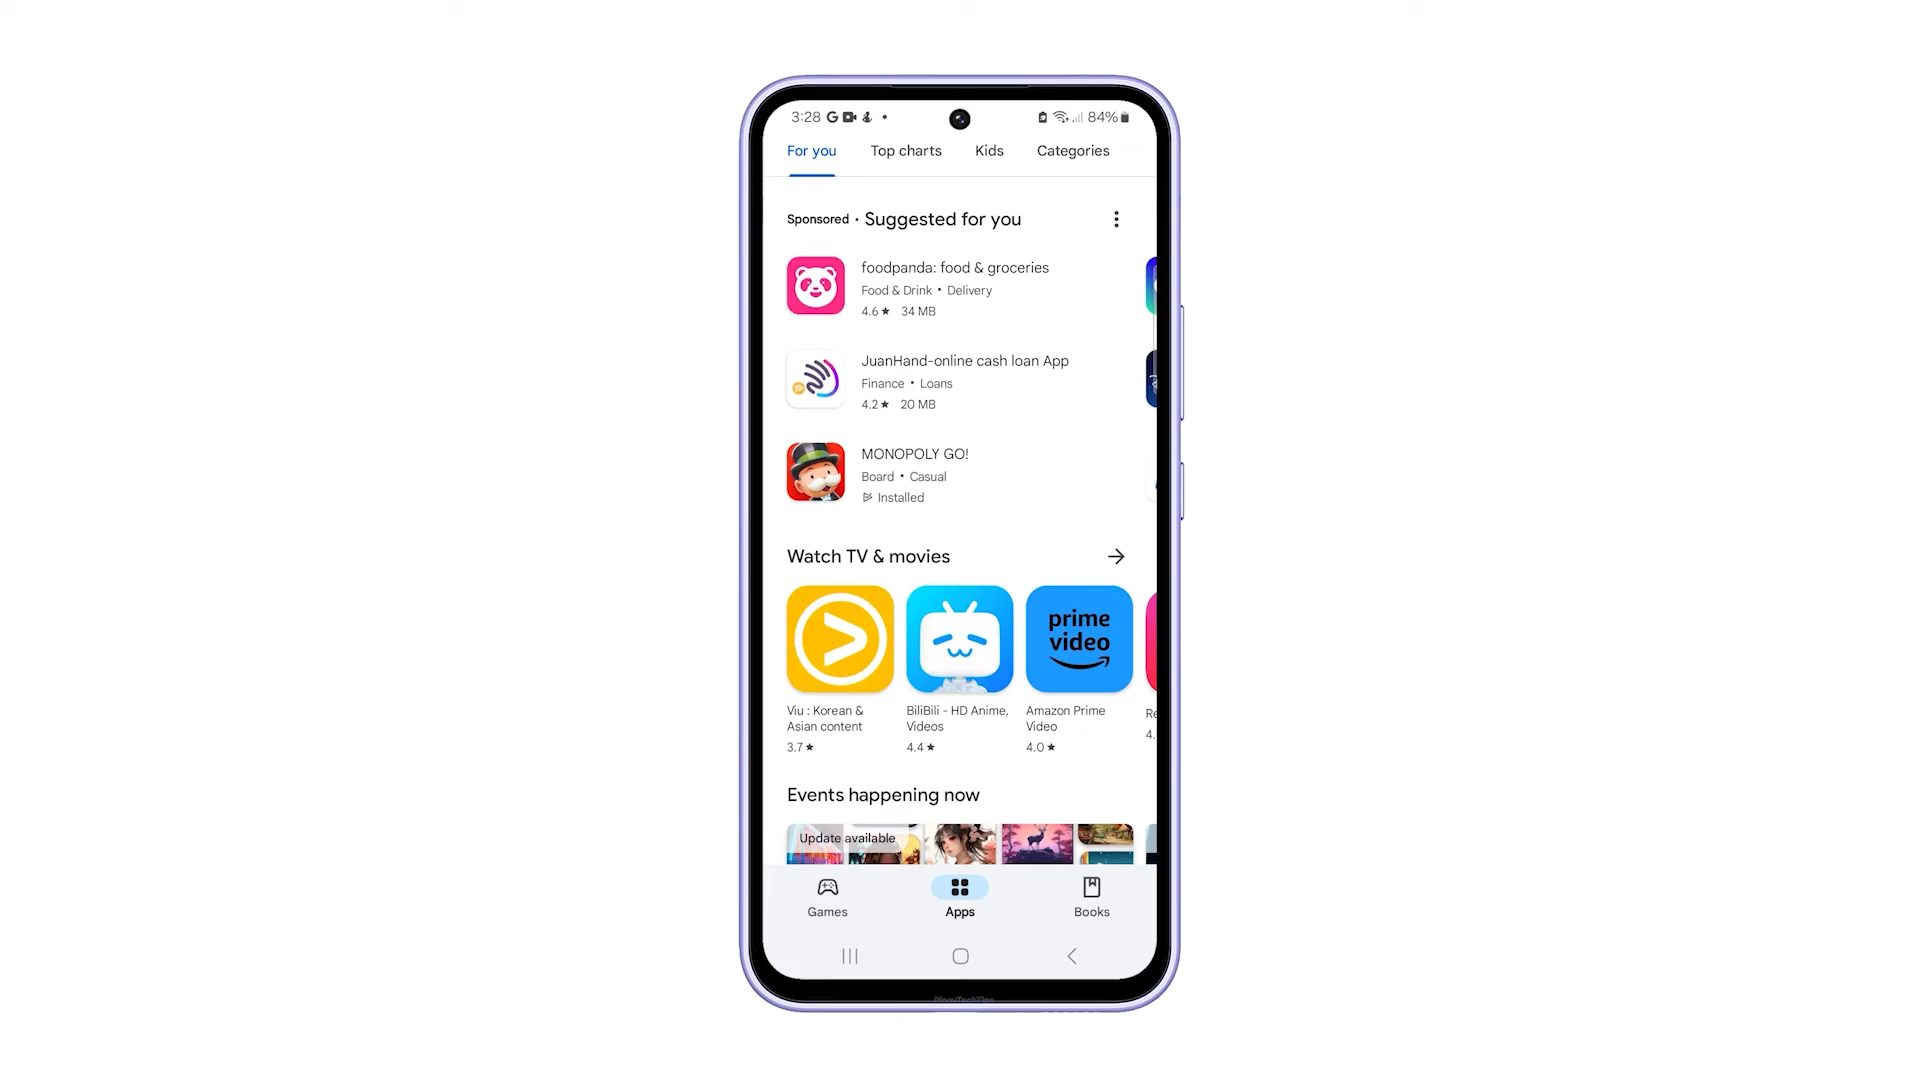 3:28
84%
For you
Top charts
Kids
Categories
Sponsored · Suggested for you
foodpanda: food & groceries
Food & Drink • Delivery
4.6★ 34 MB
JuanHand-online cash loan App
Finance • Loans
4.2★ 20 MB
MONOPOLY GO!
Board • Casual
Installed
Watch TV & movies
prime
video
Viu : Korean &
Asian content
3.7★
BiliBili - HD Anime,
Videos
4.4★
Amazon Prime
Video
4.0★
Re
4.
Events happening now
Update available
Games
Apps
Books